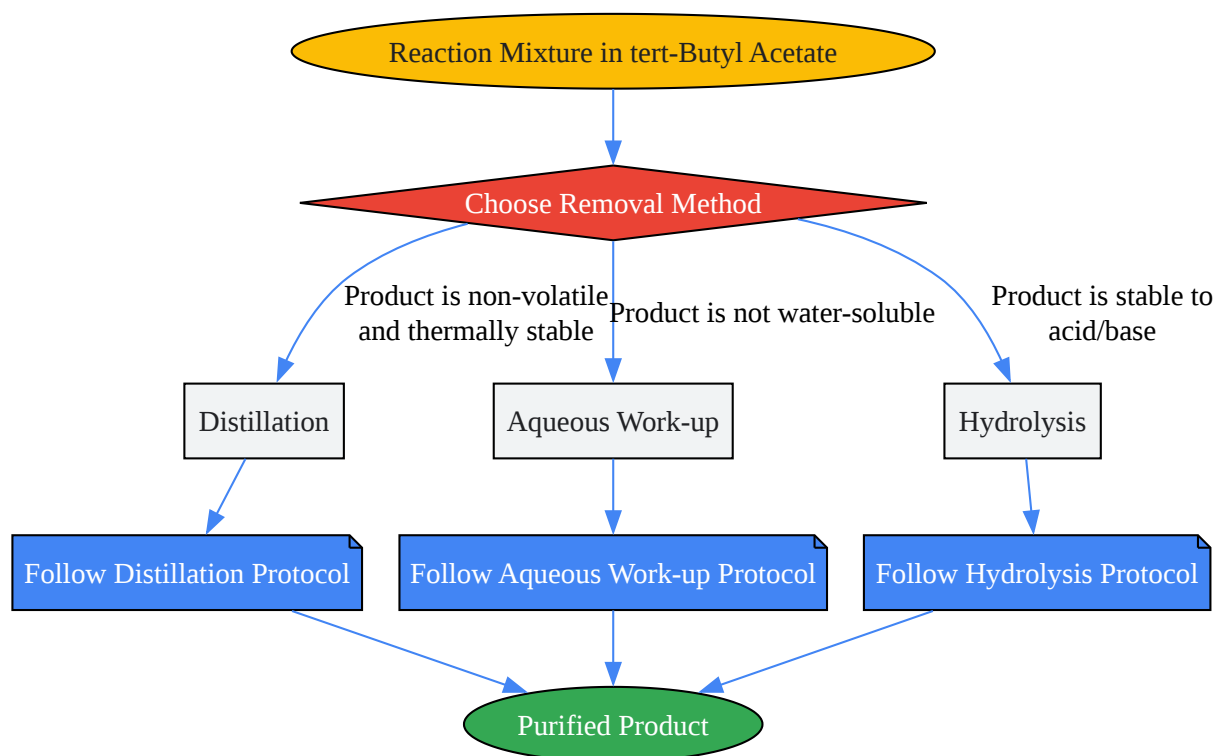 Reaction Mixture in tert-Butyl Acetate
Choose Removal Method
Product is non-volatile
and thermally stable
Product is not water-soluble
Product is stable to
acid/base
Distillation
Aqueous Work-up
Hydrolysis
Follow Distillation Protocol
Follow Aqueous Work-up Protocol
Follow Hydrolysis Protocol
Purified Product